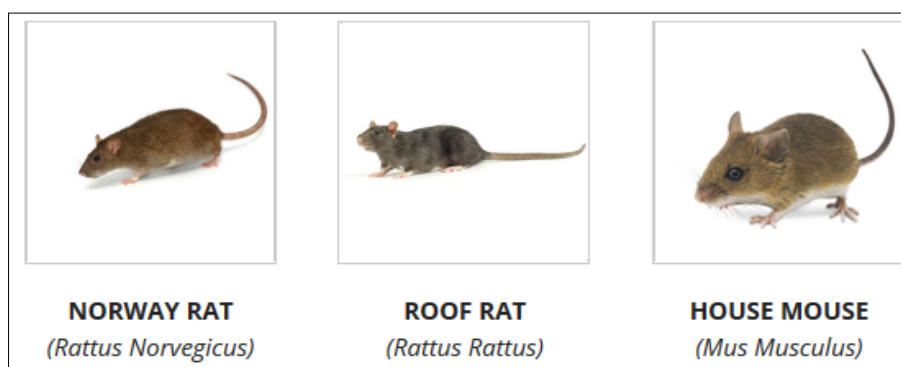 NORWAY RAT
(Rattus Norvegicus)
ROOF RAT
(Rattus Rattus)
HOUSE MOUSE
(Mus Musculus)